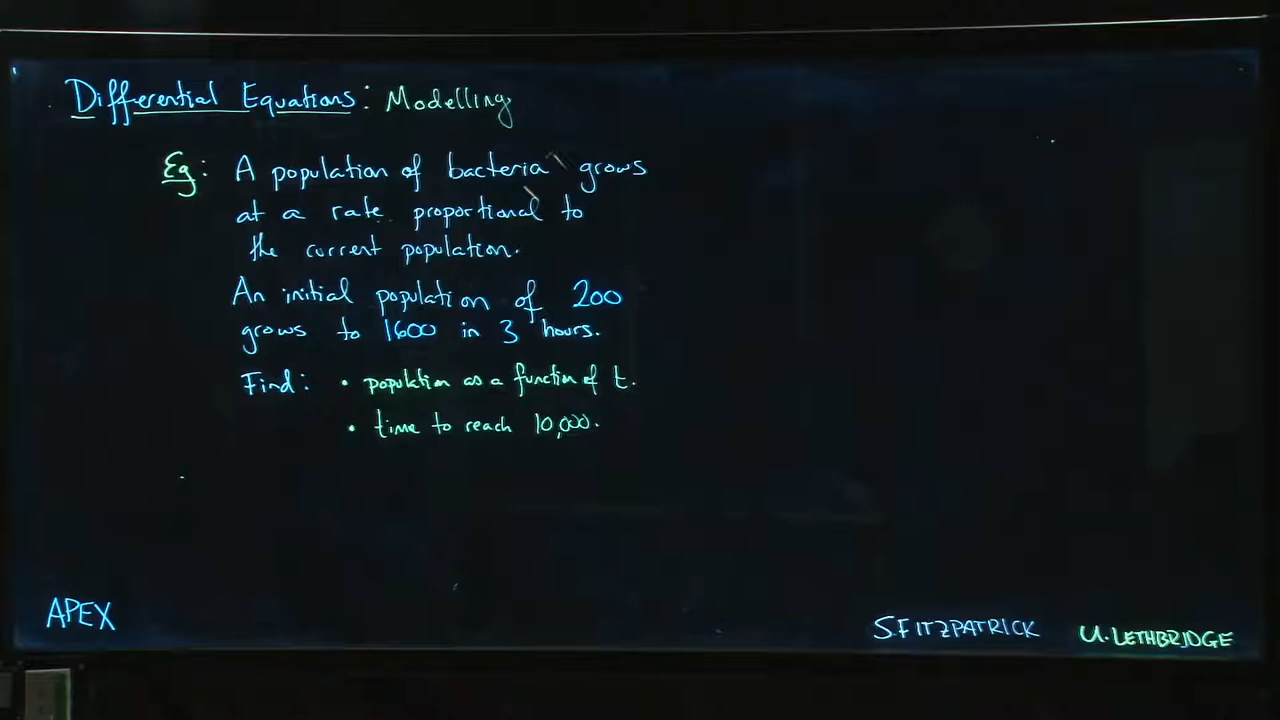 Differential Equations: Modelling
Eg: A population of bacteria grows
at a rate proportional to
the current population.
An initial population of 200
grows to 1600 in 3 hours.
Find: • population as a function of t.
• time to reach 10,000.
APEX
S.FITZPATRICK U.LETHBRIDGE